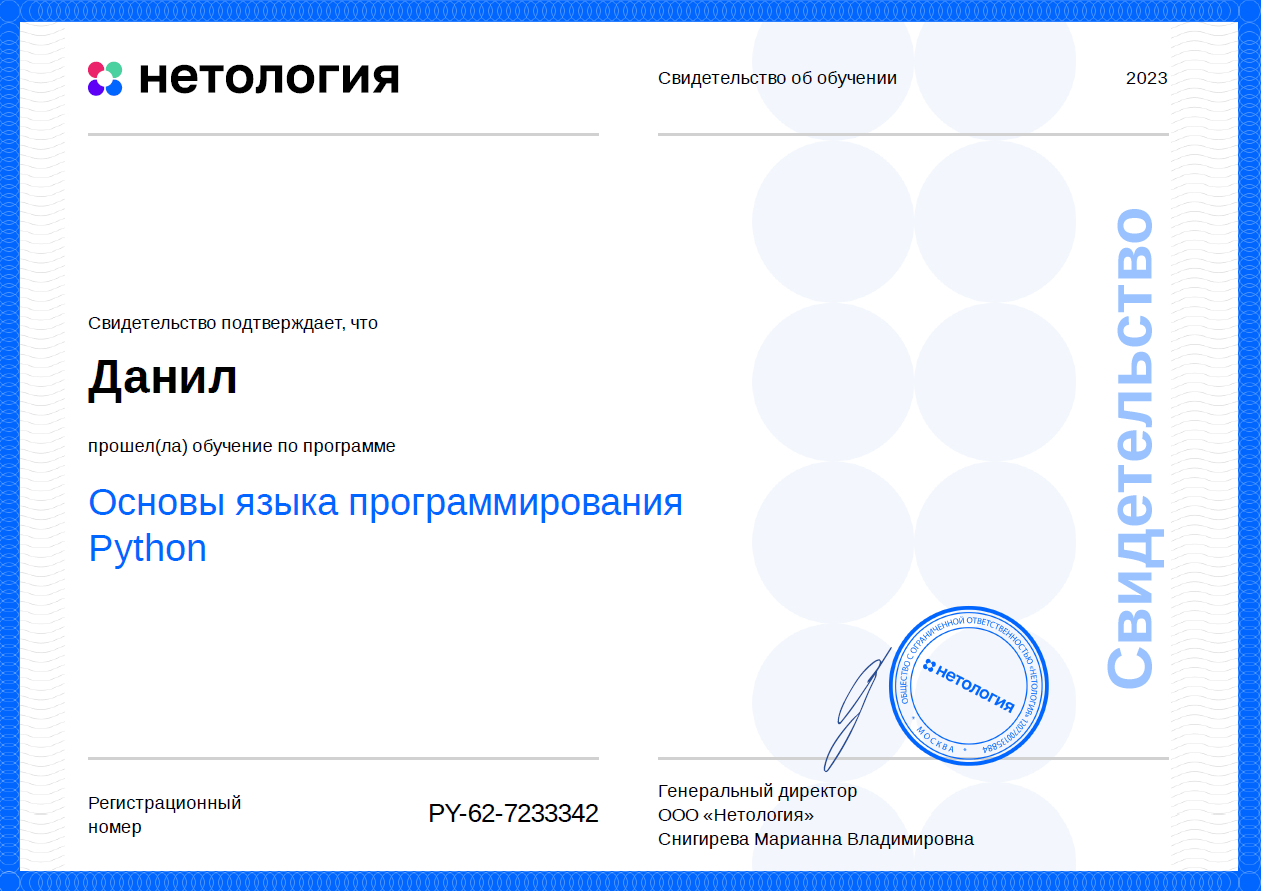 нетология
Свидетельство об обучении 2023
Свидетельство подтверждает, что
Данил
прошел(ла) обучение по программе
Основы языка программирования
Python
Свидетельство
ОБЩЕСТВО С ОГРАНИЧЕННОЙ ОТВЕТСТВЕННОСТЬЮ «НЕТОЛОГИЯ» 1207700135884
* МОСКВА *
нетология
Регистрационный
номер
PY-62-7233342
Генеральный директор
ООО «Нетология»
Снигирева Марианна Владимировна